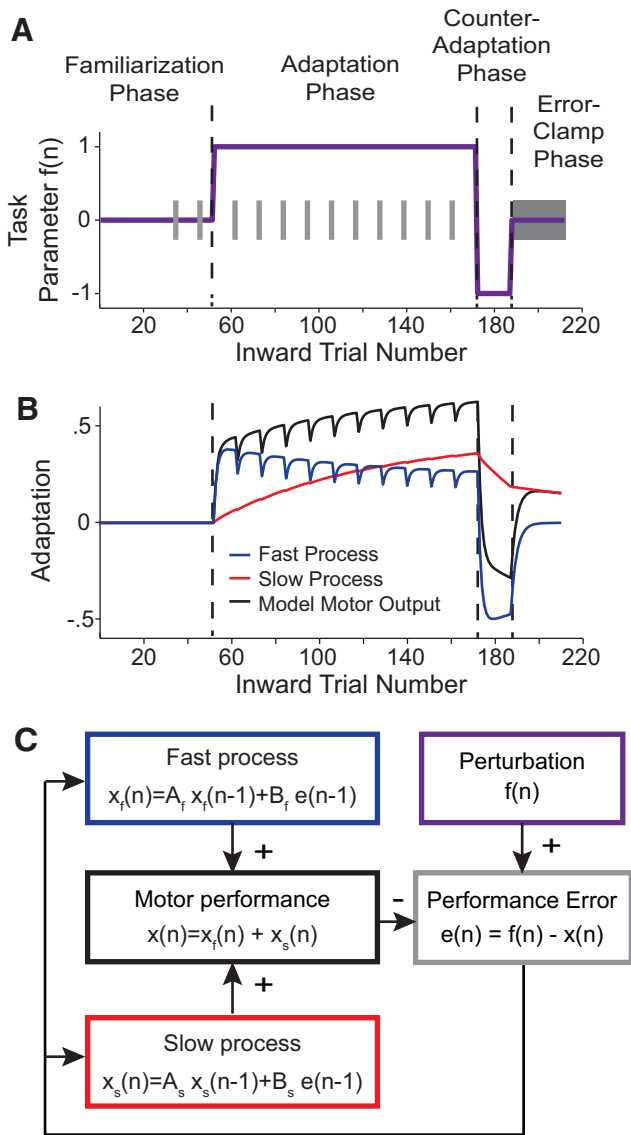 A
Familiarization
Phase
Adaptation
Phase
Counter-
Adaptation
Phase
Error-
Clamp
Phase
Task
Parameter f(n)
1
0
-1
20 60 100 140 180 220
Inward Trial Number
B
Adaptation
.5
0
-.5
Fast Process
Slow Process
Model Motor Output
20 60 100 140 180 220
Inward Trial Number
C
Fast process
x_f(n)=A_f x_f(n-1)+B_f e(n-1)
Perturbation
f(n)
+
+
Motor performance
x(n)=x_f(n) + x_s(n)
-
Performance Error
e(n) = f(n) - x(n)
+
Slow process
x_s(n)=A_s x_s(n-1)+B_s e(n-1)